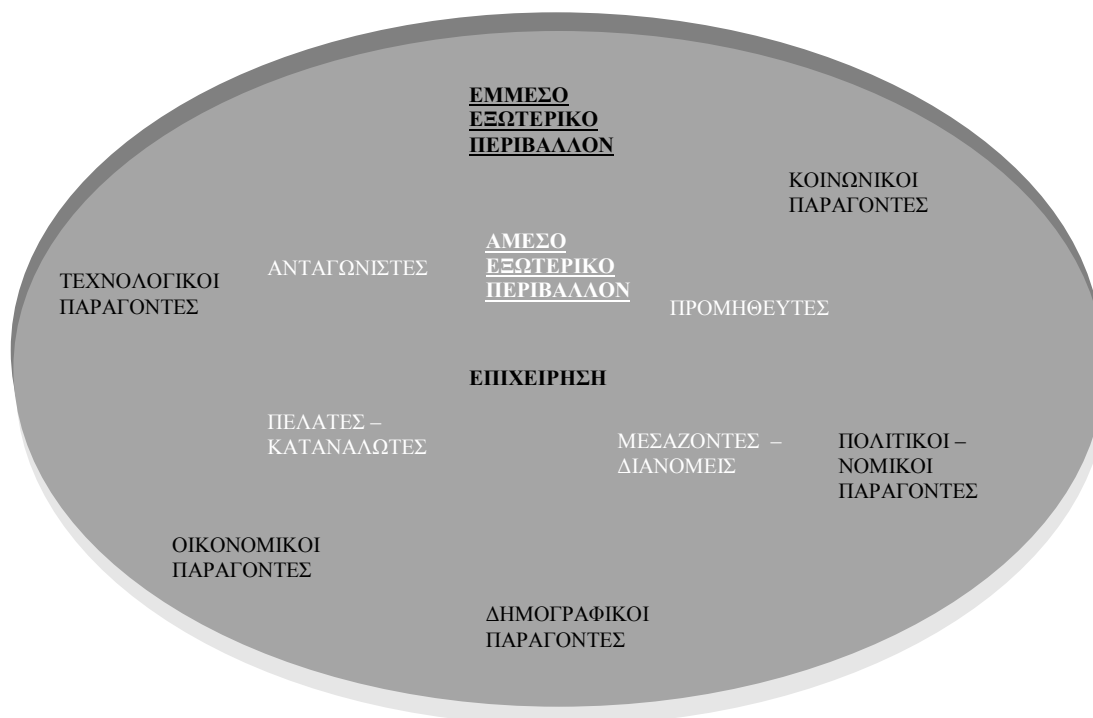 ΕΜΜΕΣΟ
ΕΞΩΤΕΡΙΚΟ
ΠΕΡΙΒΑΛΛΟΝ
ΚΟΙΝΩΝΙΚΟΙ
ΠΑΡΑΓΟΝΤΕΣ
ΑΜΕΣΟ
ΕΞΩΤΕΡΙΚΟ
ΠΕΡΙΒΑΛΛΟΝ
ΑΝΤΑΓΩΝΙΣΤΕΣ
ΤΕΧΝΟΛΟΓΙΚΟΙ
ΠΑΡΑΓΟΝΤΕΣ
ΠΡΟΜΗΘΕΥΤΕΣ
ΕΠΙΧΕΙΡΗΣΗ
ΠΕΛΑΤΕΣ –
ΚΑΤΑΝΑΛΩΤΕΣ
ΜΕΣΑΖΟΝΤΕΣ –
ΔΙΑΝΟΜΕΙΣ
ΠΟΛΙΤΙΚΟΙ –
ΝΟΜΙΚΟΙ
ΠΑΡΑΓΟΝΤΕΣ
ΟΙΚΟΝΟΜΙΚΟΙ
ΠΑΡΑΓΟΝΤΕΣ
ΔΗΜΟΓΡΑΦΙΚΟΙ
ΠΑΡΑΓΟΝΤΕΣ